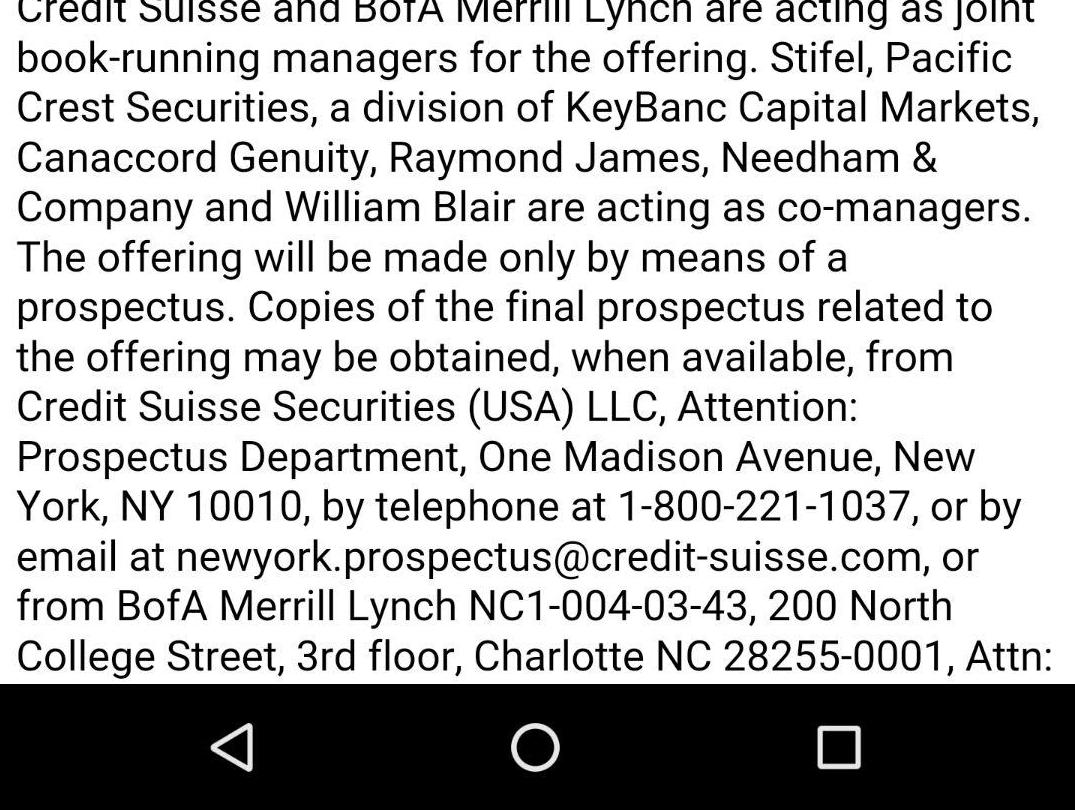 Credit Suisse and BofA Merrill Lynch are acting as joint
book-running managers for the offering. Stifel, Pacific
Crest Securities, a division of KeyBanc Capital Markets,
Canaccord Genuity, Raymond James, Needham &
Company and William Blair are acting as co-managers.
The offering will be made only by means of a
prospectus. Copies of the final prospectus related to
the offering may be obtained, when available, from
Credit Suisse Securities (USA) LLC, Attention:
Prospectus Department, One Madison Avenue, New
York, NY 10010, by telephone at 1-800-221-1037, or by
email at newyork.prospectus@credit-suisse.com, or
from BofA Merrill Lynch NC1-004-03-43, 200 North
College Street, 3rd floor, Charlotte NC 28255-0001, Attn: